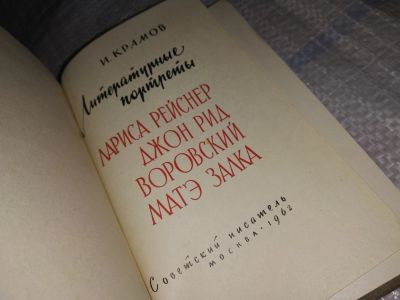 И. КРАМОВ
Литературные
портреты
ЛАРИСА РЕЙСНЕР
ДЖОН РИД
ВОРОВСКИЙ
МАТЭ ЗАЛКА
Советский писатель
МОСКВА · 1962